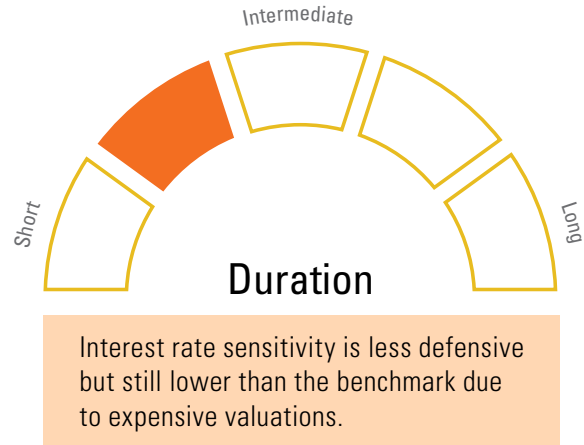 Intermediate
Short
Long
Duration
Interest rate sensitivity is less defensive
but still lower than the benchmark due
to expensive valuations.